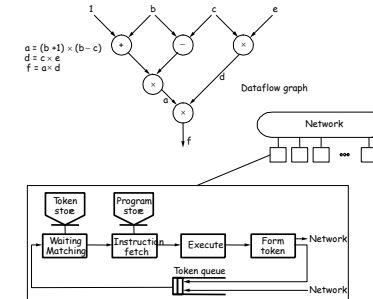 1 b c e
a = (b +1) × (b – c)
d = c × e
f = a × d
+ – ×
×
d
a
×
Dataflow graph
f
Network
Token store
Program store
Waiting Matching
Instruction fetch
Execute
Form token
Network
Token queue
Network